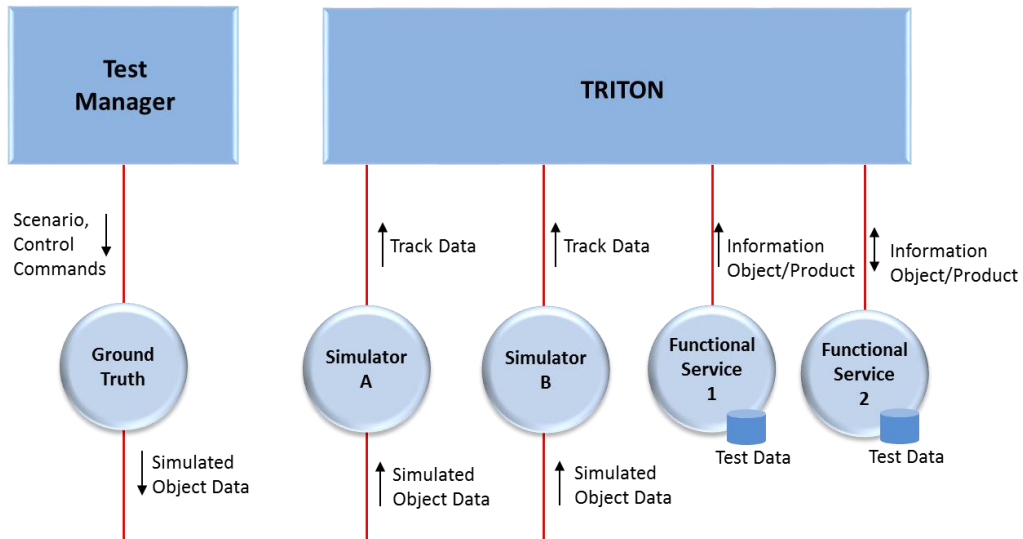 Test
Manager
TRITON
Scenario,
Control
Commands
Track Data
Track Data
Information
Object/Product
Information
Object/Product
Ground
Truth
Simulator
A
Simulator
B
Functional
Service
1
Functional
Service
2
Test Data
Test Data
Simulated
Object Data
Simulated
Object Data
Simulated
Object Data